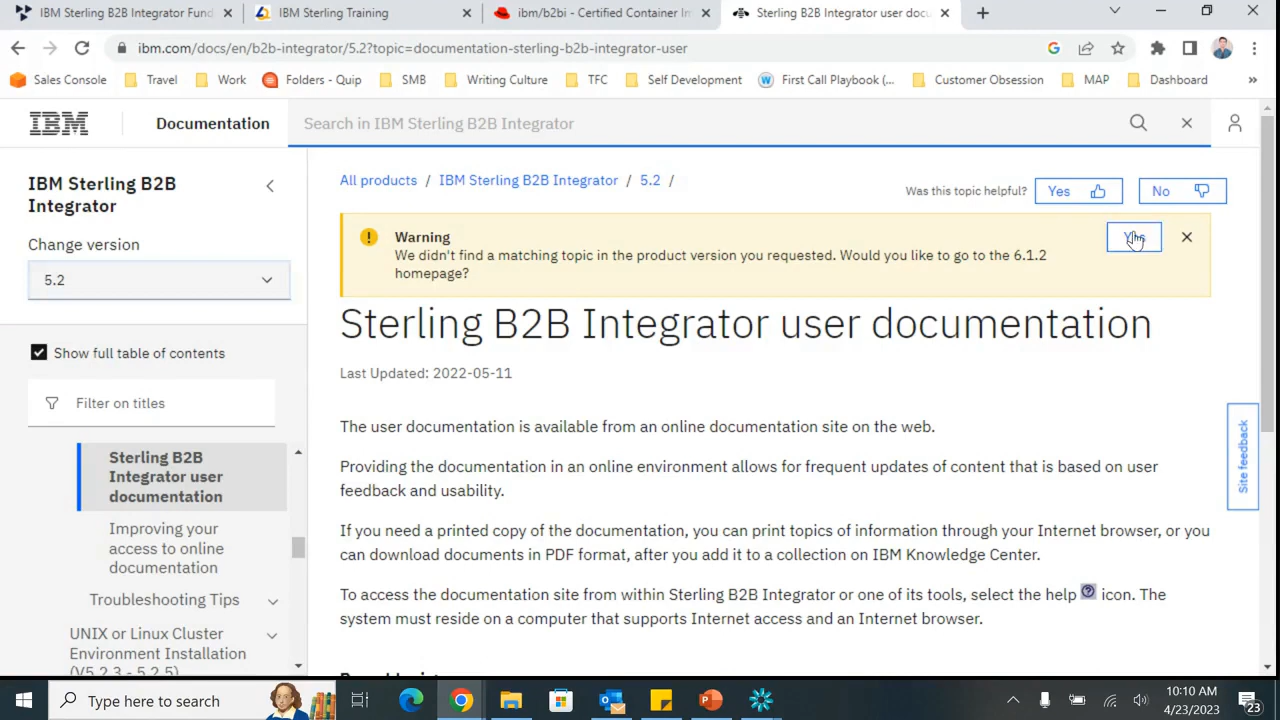 IBM Sterling B2B Integrator Fund
IBM Sterling Training
ibm/b2bi - Certified Container Im
Sterling B2B Integrator user docu
ibm.com/docs/en/b2b-integrator/5.2?topic=documentation-sterling-b2b-integrator-user
Sales Console
Travel
Work
Folders - Quip
SMB
Writing Culture
TFC
Self Development
First Call Playbook (...
Customer Obsession
MAP
Dashboard
»
IBM
Documentation
Search in IBM Sterling B2B Integrator
IBM Sterling B2B
Integrator
Change version
5.2
Show full table of contents
Filter on titles
Sterling B2B
Integrator user
documentation
Improving your
access to online
documentation
Troubleshooting Tips
UNIX or Linux Cluster
Environment Installation
(V5.2.3 - 5.2.5)
All products / IBM Sterling B2B Integrator / 5.2 /
Was this topic helpful?
Yes
No
Warning
We didn't find a matching topic in the product version you requested. Would you like to go to the 6.1.2
homepage?
Yes
Sterling B2B Integrator user documentation
Last Updated: 2022-05-11
The user documentation is available from an online documentation site on the web.
Providing the documentation in an online environment allows for frequent updates of content that is based on user
feedback and usability.
If you need a printed copy of the documentation, you can print topics of information through your Internet browser, or you
can download documents in PDF format, after you add it to a collection on IBM Knowledge Center.
To access the documentation site from within Sterling B2B Integrator or one of its tools, select the help icon. The
system must reside on a computer that supports Internet access and an Internet browser.
Site feedback
Type here to search
10:10 AM
4/23/2023
23